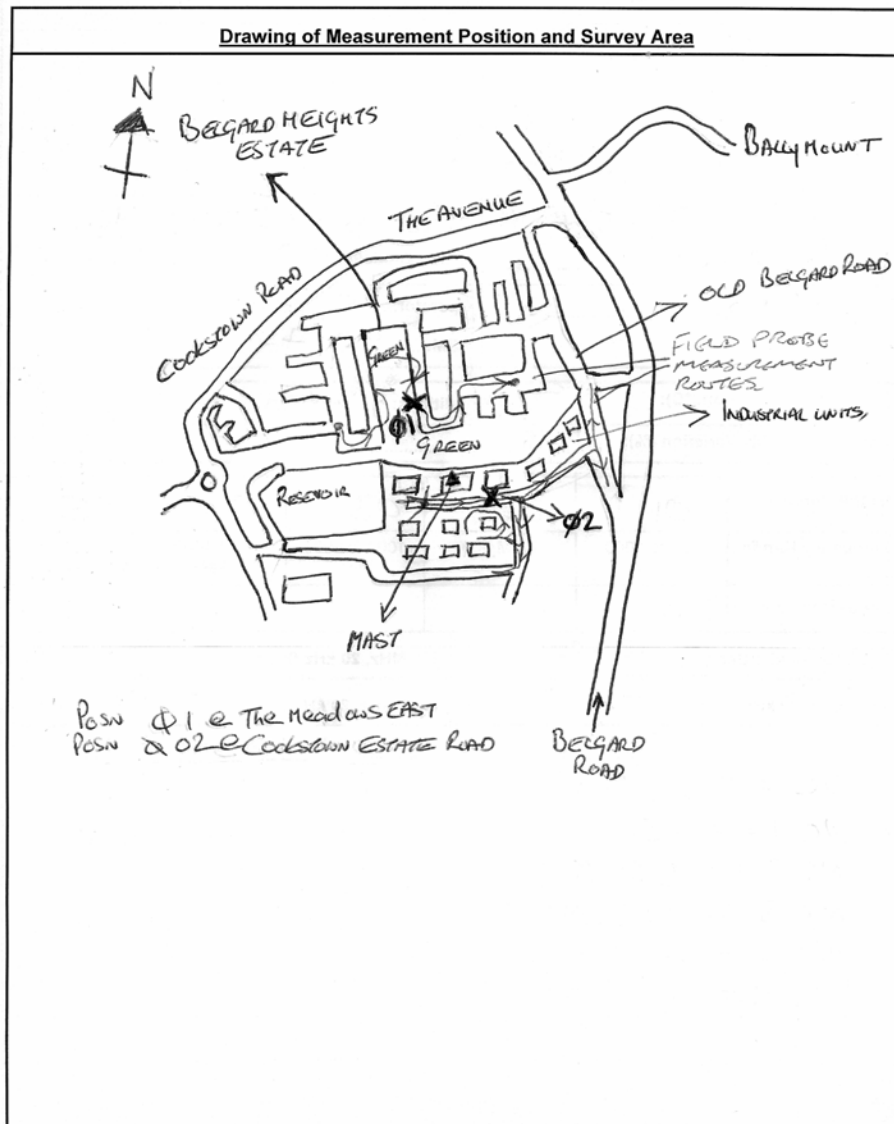 Drawing of Measurement Position and Survey Area
N
BELGARD HEIGHTS
ESTATE
BALLYMOUNT
THE AVENUE
COOKSTOWN ROAD
OLD BELGARD ROAD
FIELD PROBE
MEASUREMENT
ROUTES
INDUSTRIAL UNITS,
GREEN
Φ1
GREEN
RESERVOIR
Φ2
MAST
POSN Φ1 @ The Meadows EAST
POSN 02 @ COOKSTOWN ESTATE ROAD
BELGARD
ROAD